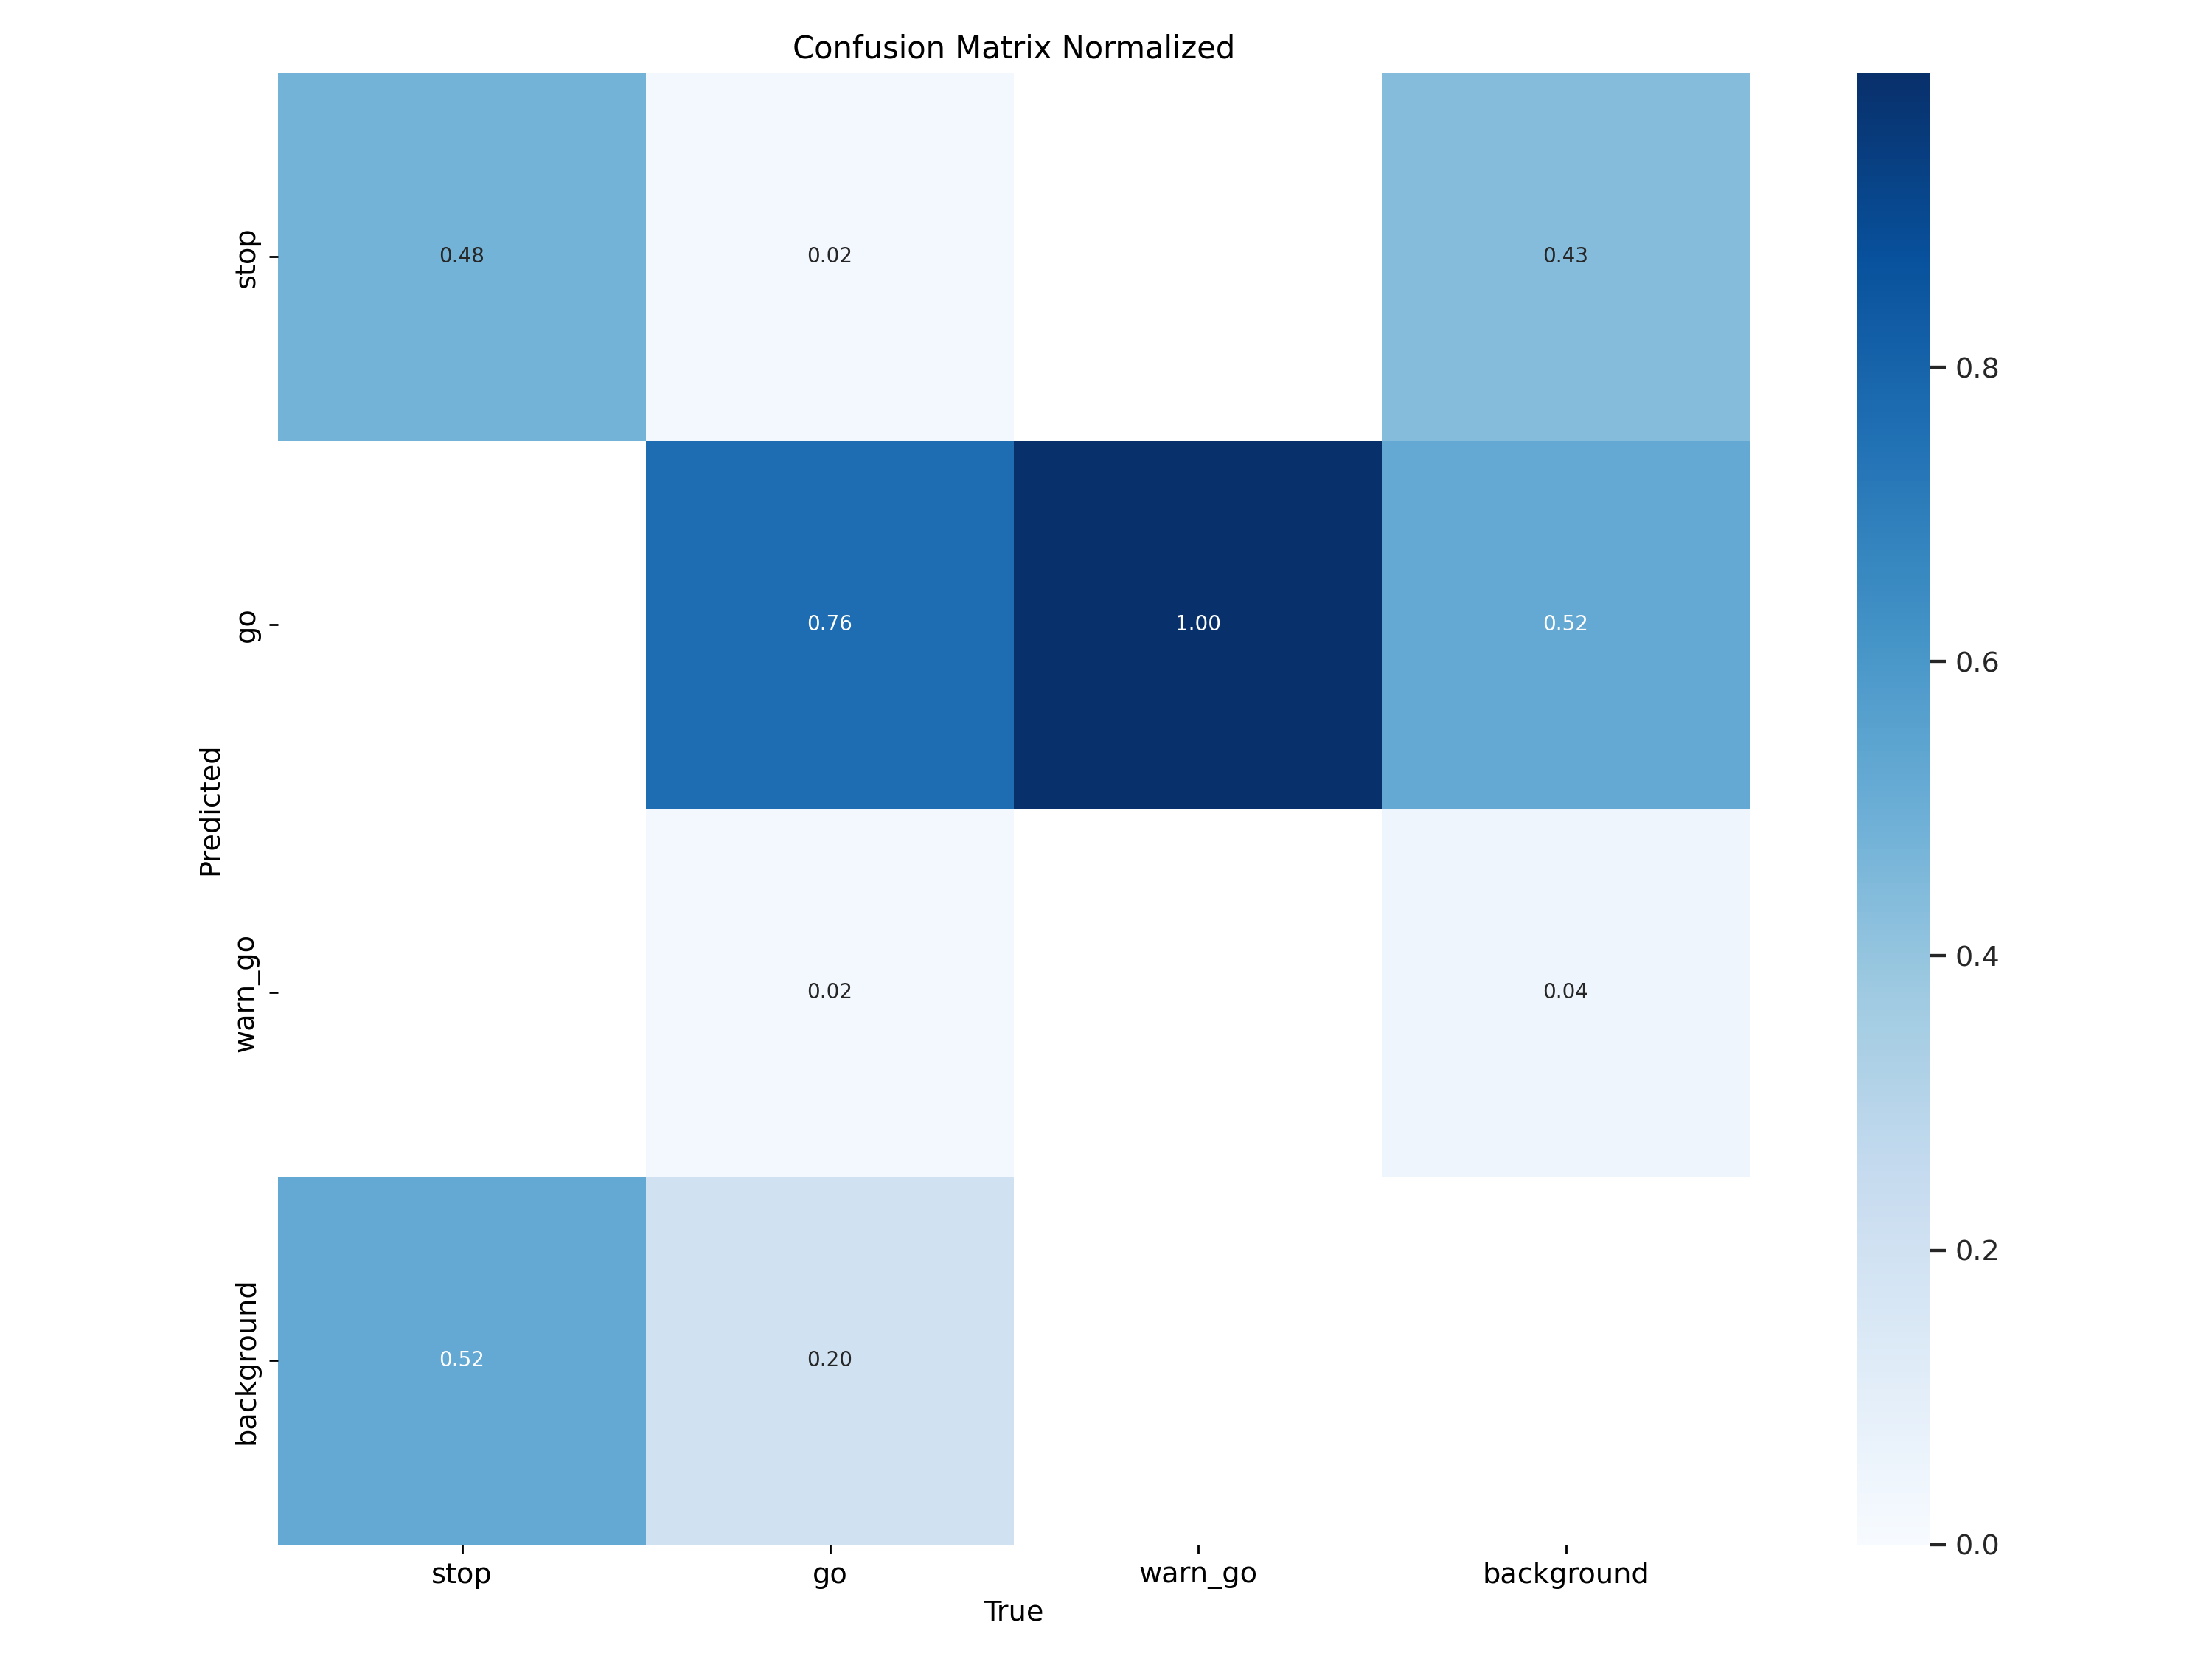 Confusion Matrix Normalized
stop
0.48
0.02
0.43
0.8
go
0.76
1.00
0.52
0.6
Predicted
warn_go
0.02
0.04
0.4
background
0.52
0.20
0.2
0.0
stop
go
warn_go
background
True